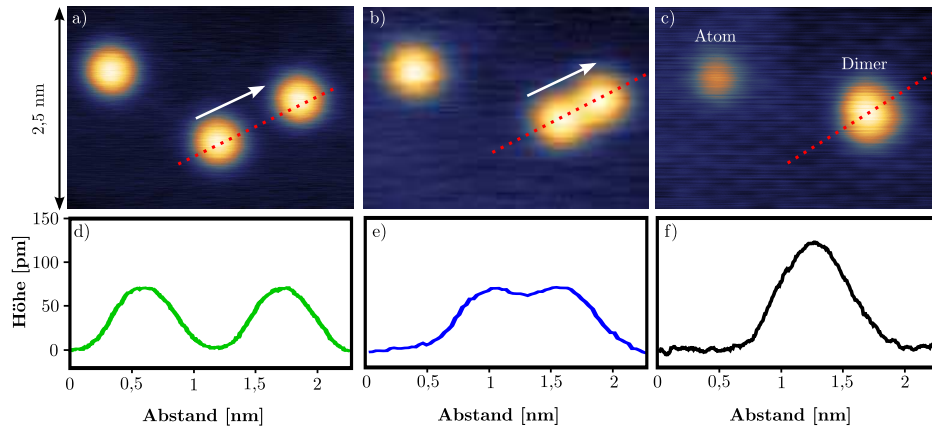 a)
b)
c)
Atom
Dimer
2,5 nm
d)
e)
f)
Höhe [pm]
150
100
50
0
0 0,5 1 1,5 2
0 0,5 1 1,5 2
0 0,5 1 1,5 2
Abstand [nm]
Abstand [nm]
Abstand [nm]